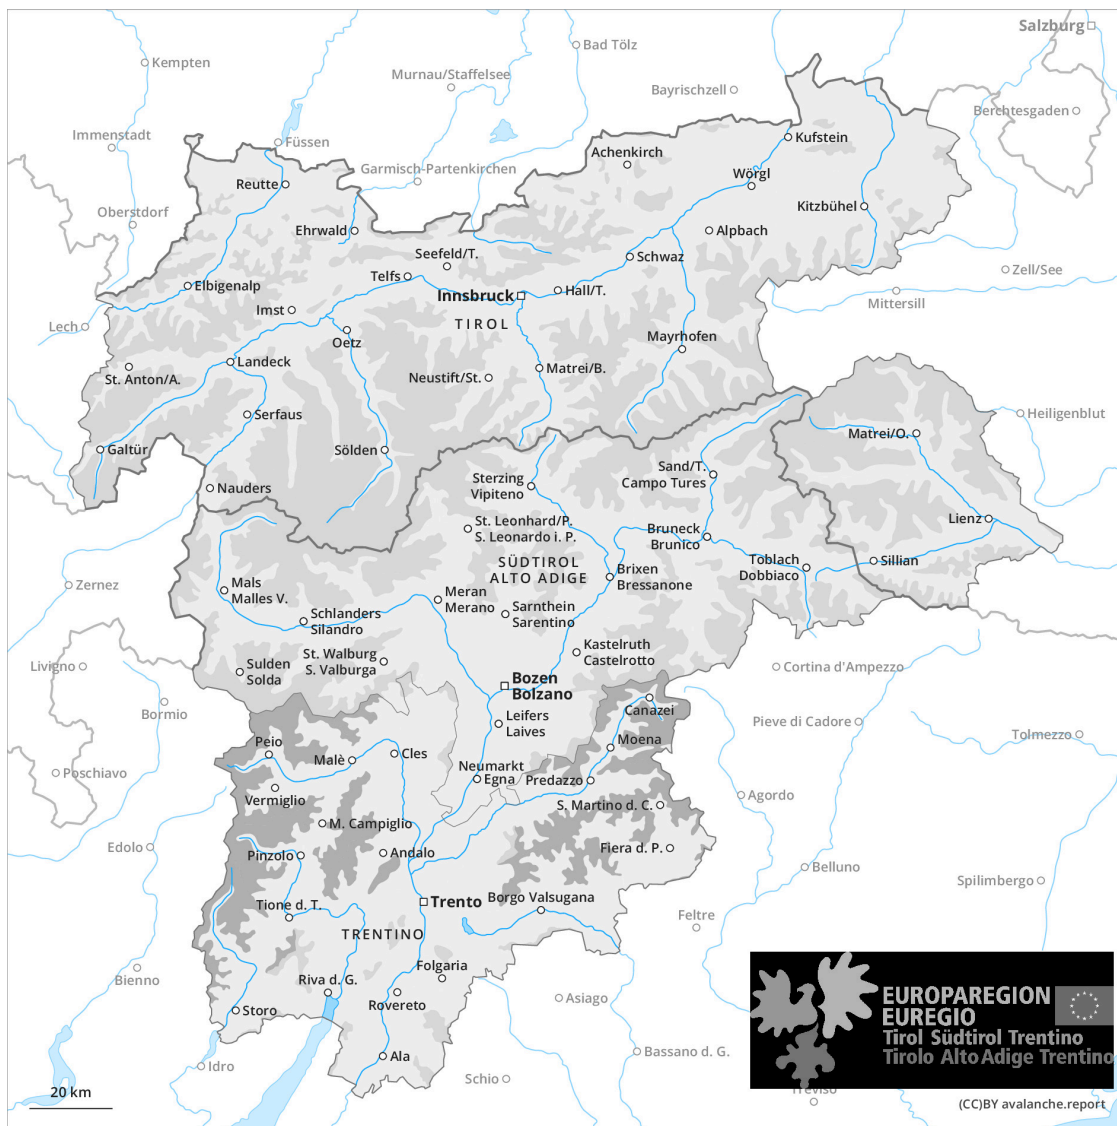 Salzburg
Kempten
Bad Tölz
Murnau/Staffelsee
Bayrischzell
Berchtesgaden
Immenstadt
Füssen
Kufstein
Achenkirch
Garmisch-Partenkirchen
Wörgl
Reutte
Oberstdorf
Kitzbühel
Ehrwald
Alpbach
Seefeld/T.
Schwaz
Telfs
Zell/See
Elbigenalp
Innsbruck
Hall/T.
Mittersill
Imst
TIROL
Lech
Oetz
Mayrhofen
Landeck
Matrei/B.
St. Anton/A.
Neustift/St.
Serfaus
Heiligenblut
Matrei/O.
Galtür
Sölden
Sand/T.
Campo Tures
Sterzing
Vipiteno
Nauders
Lienz
St. Leonhard/P.
S. Leonardo i. P.
Bruneck
Brunico
SÜDTIROL
ALTO ADIGE
Toblach
Dobbiaco
Sillian
Brixen
Bressanone
Zernez
Mals
Malles V.
Meran
Merano
Schlanders
Silandro
Sarnthein
Sarentino
Kastelruth
Castelrotto
St. Walburg
S. Valburga
Livigno
Sulden
Solda
Cortina d'Ampezzo
Bozen
Bolzano
Bormio
Canazei
Leifers
Laives
Pieve di Cadore
Tolmezzo
Peio
Moena
Malè
Cles
Poschiavo
Neumarkt
Egna
Predazzo
Vermiglio
Agordo
S. Martino d. C.
M. Campiglio
Edolo
Fiera d. P.
Pinzolo
Andalo
Belluno
Spilimbergo
Borgo Valsugana
Trento
Tione d. T.
Feltre
TRENTINO
Folgaria
Bienno
Riva d. G.
Rovereto
Asiago
Storo
EUROPAREGION
EUREGIO
Tirol Südtirol Trentino
Tirolo Alto Adige Trentino
Bassano d. G.
Ala
Idro
Schio
Treviso
20 km
(CC)BY avalanche.report